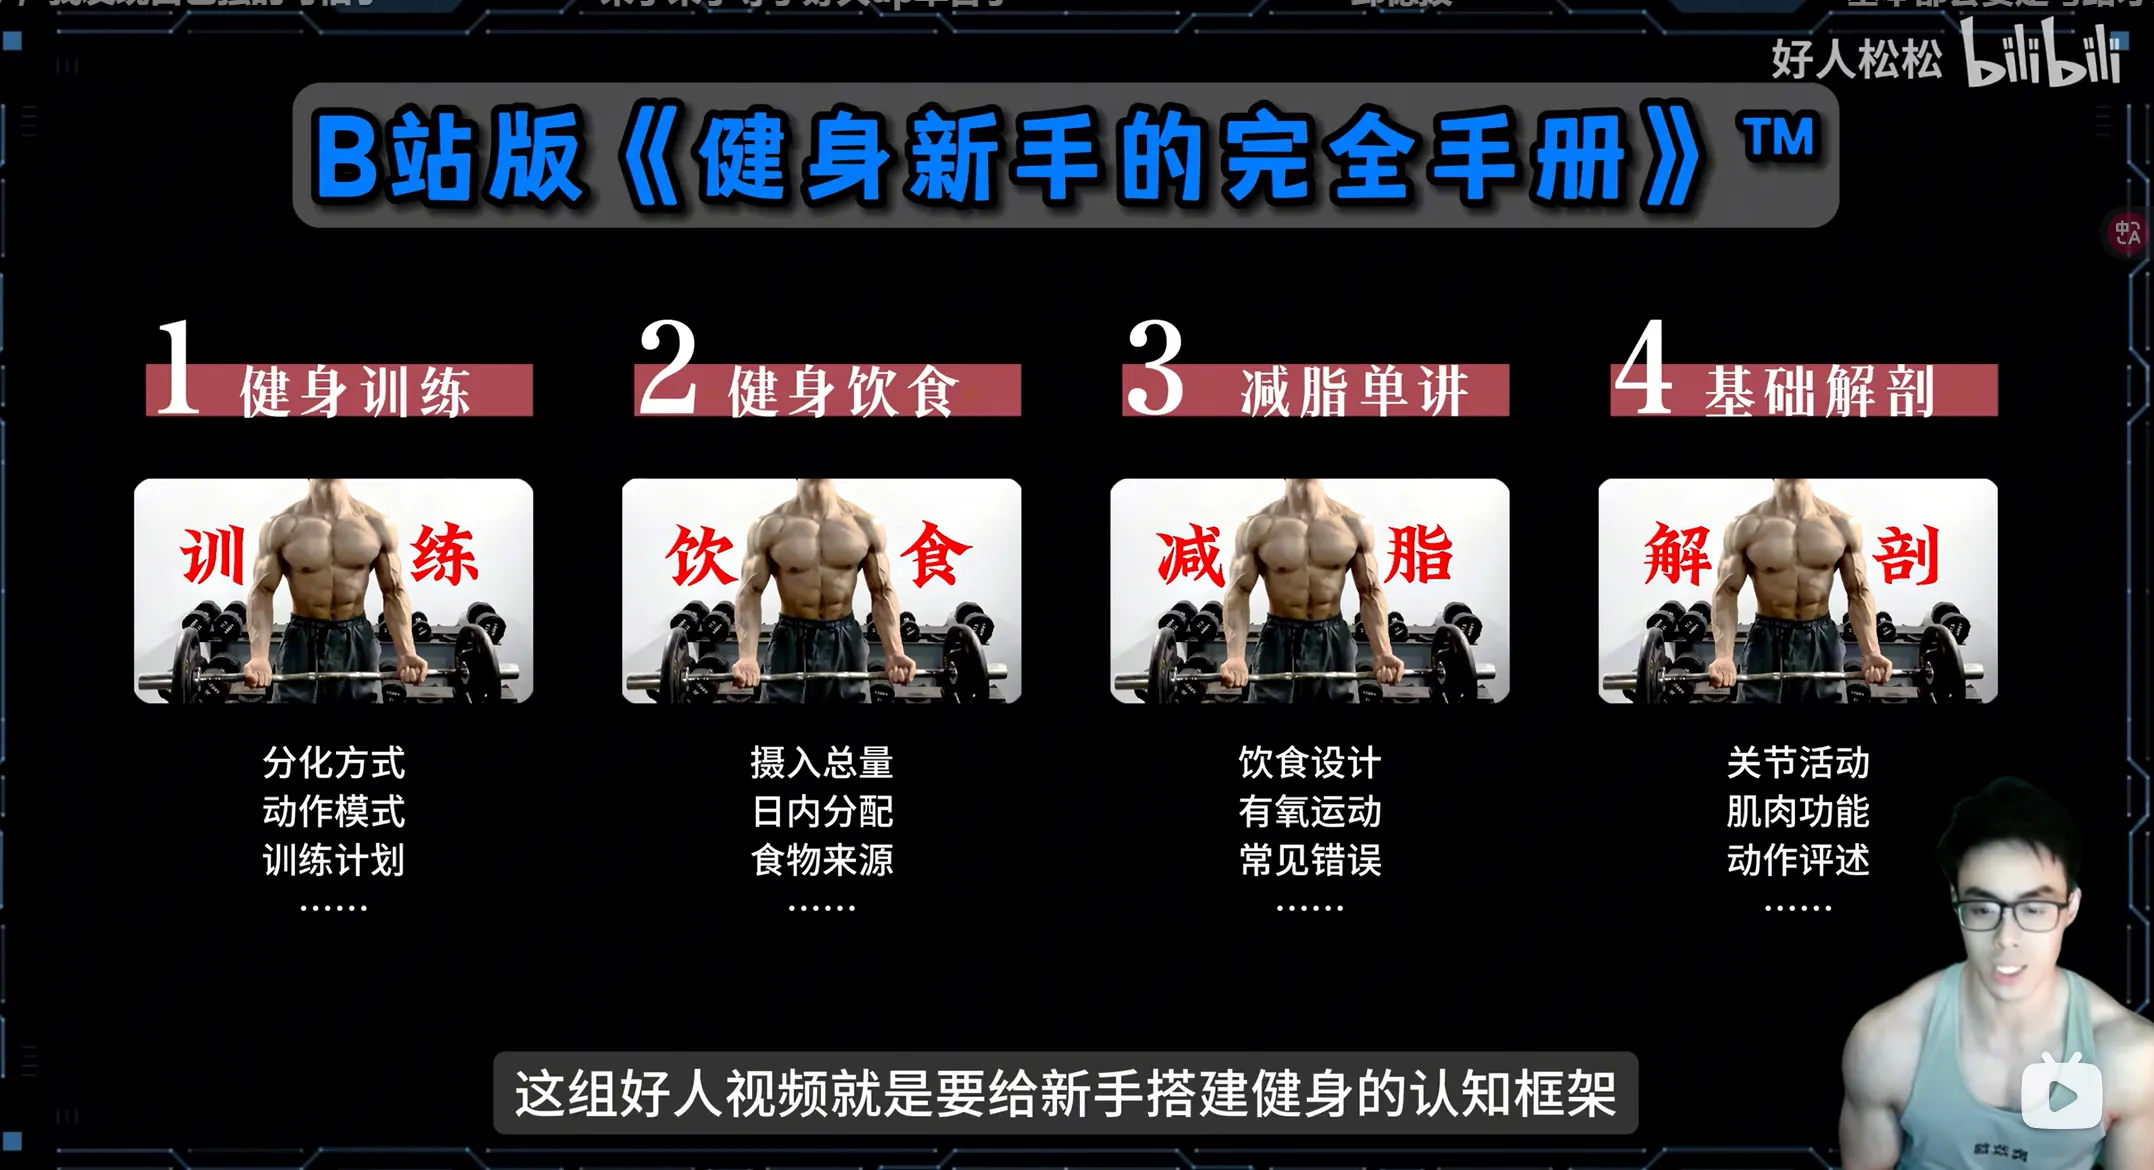 好人松松 bilibili
B站版《健身新手的完全手册》™
1 健身训练
2 健身饮食
3 减脂单讲
4 基础解剖
训练
饮食
减脂
解剖
分化方式
动作模式
训练计划
……
摄入总量
日内分配
食物来源
……
饮食设计
有氧运动
常见错误
……
关节活动
肌肉功能
动作评述
……
中A
这组好人视频就是要给新手搭建健身的认知框架